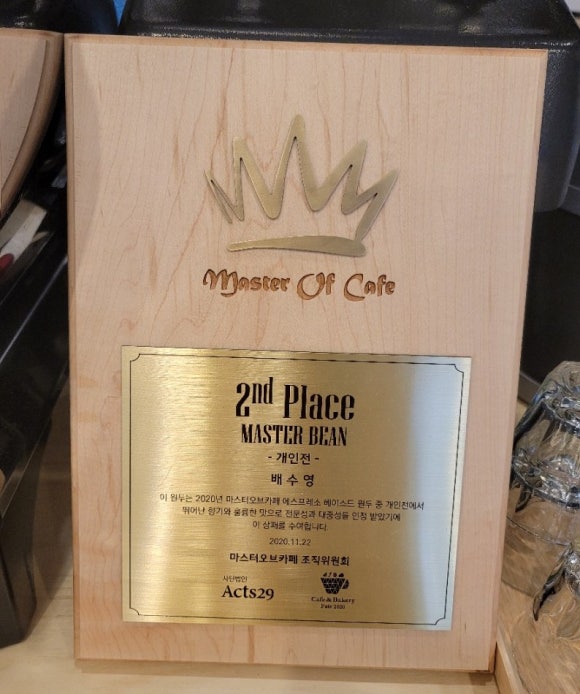 Master Of Cafe
2nd Place
MASTER BEAN
- 개인전 -
배 수 영
이 원두는 2020년 마스터오브카페 에스프레소 베이스드 원두 중 개인전에서
뛰어난 향기와 훌륭한 맛으로 전문성과 대중성을 인정 받았기에
이 상패를 수여합니다.
2020.11.22
마스터오브카페 조직위원회
사단법인
Acts29
Cafe & Bakery
Fair 2020